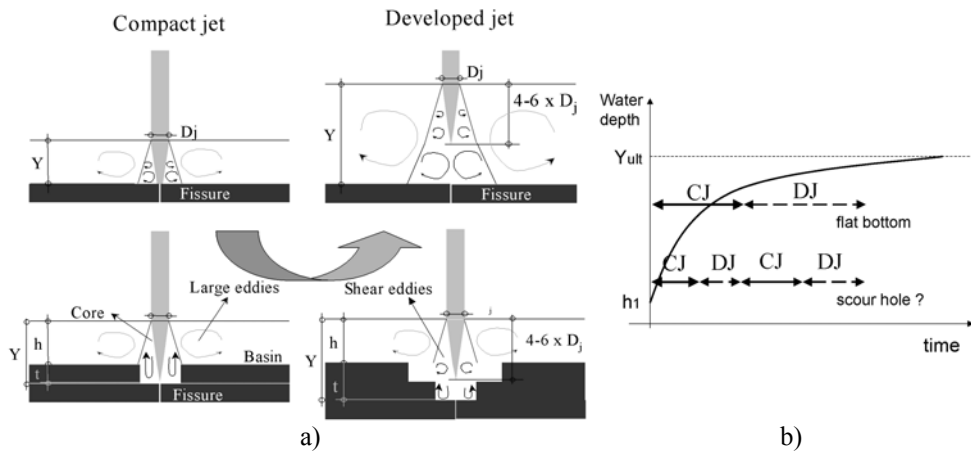 Compact jet
Developed jet
Dj
Y
Fissure
Dj
4-6 x Dj
Y
Fissure
Core
Large eddies
Y
h
t
Basin
Fissure
Shear eddies
j
4-6 x Dj
Y
h
t
a)
Water
depth
Yult
CJ
DJ
flat bottom
CJ
DJ
CJ
DJ
scour hole ?
h1
time
b)